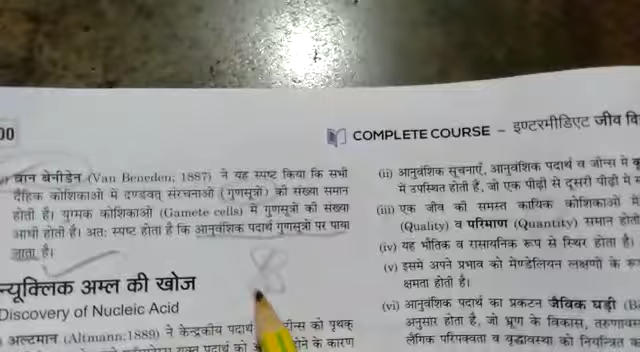 00
COMPLETE COURSE – इण्टरमीडिएट जीव वि
वान बेनीडेन (Van Beneden; 1887) ने यह स्पष्ट किया कि सभी
दैहिक कोशिकाओं में दण्डवत् संरचनाओं (गुणसूत्रों) की संख्या समान
होती है। युग्मक कोशिकाओं (Gamete cells) में गुणसूत्रों की संख्या
आधी होती है। अतः स्पष्ट होता है कि आनुवंशिक पदार्थ गुणसूत्रों पर पाया
जाता है।
न्यूक्लिक अम्ल की खोज
Discovery of Nucleic Acid
अल्टमान (Altmann:1889) ने केन्द्रकीय पदार्थ को पृथक्
8
(ii) आनुवंशिक सूचनाएँ, आनुवंशिक पदार्थ व जीन्स में
में उपस्थित होती हैं, जो एक पीढ़ी से दूसरी पीढ़ी में
(iii) एक जीव की समस्त कायिक कोशिकाओं में
(Quality) व परिमाण (Quantity) समान होती
(iv) यह भौतिक व रासायनिक रूप से स्थिर होता है।
(v) इसमें अपने प्रभाव को मेण्डेलियन लक्षणों के
क्षमता होती है।
(vi) आनुवंशिक पदार्थ का प्रकटन जैविक घड़ी (B
अनुसार होता है, जो भ्रूण के विकास,
लैंगिक परिपक्वता व वृद्धावस्था को नियन्त्रित